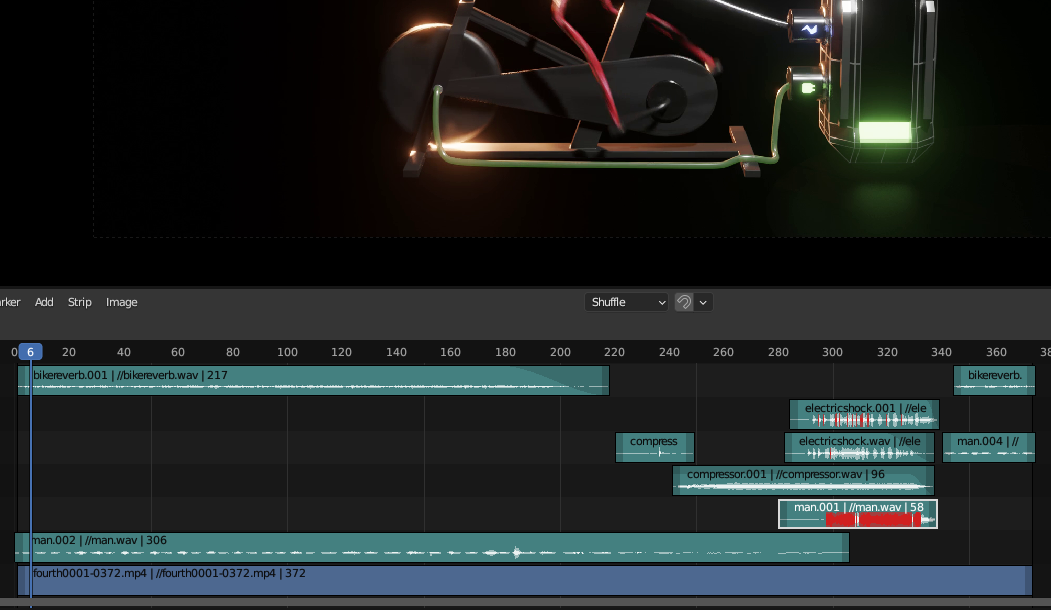 rker Add Strip Image Shuffle
0 6 20 40 60 80 100 120 140 160 180 200 220 240 260 280 300 320 340 360 38
bikereverb.001 | //bikereverb.wav | 217 bikereverb.
electricshock.001 | //ele
compress electricshock.wav | //ele man.004 | //
compressor.001 | //compressor.wav | 96
man.001 | //man.wav | 58
man.002 | //man.wav | 306
fourth0001-0372.mp4 | //fourth0001-0372.mp4 | 372